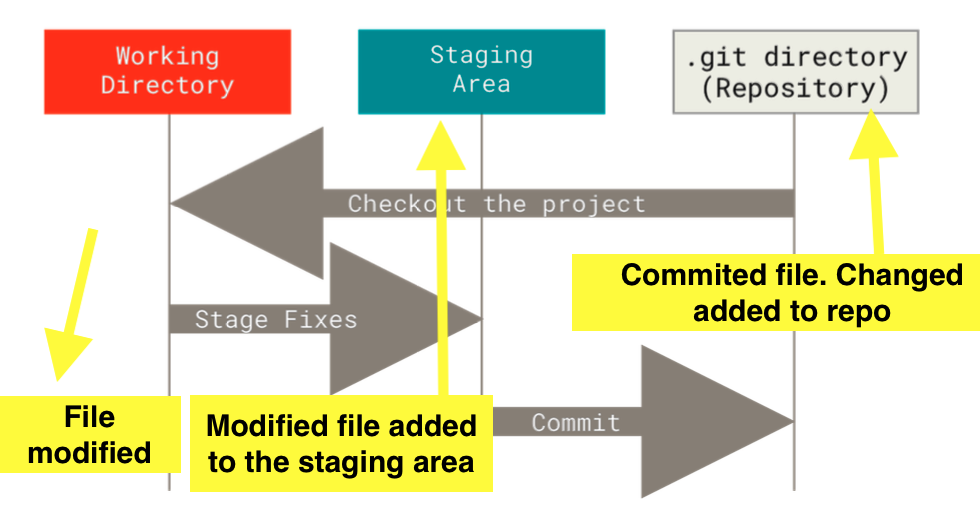 Working
Directory
Staging
Area
.git directory
(Repository)
Checkout the project
Stage Fixes
Commited file. Changed
added to repo
File
modified
Modified file added
to the staging area
Commit